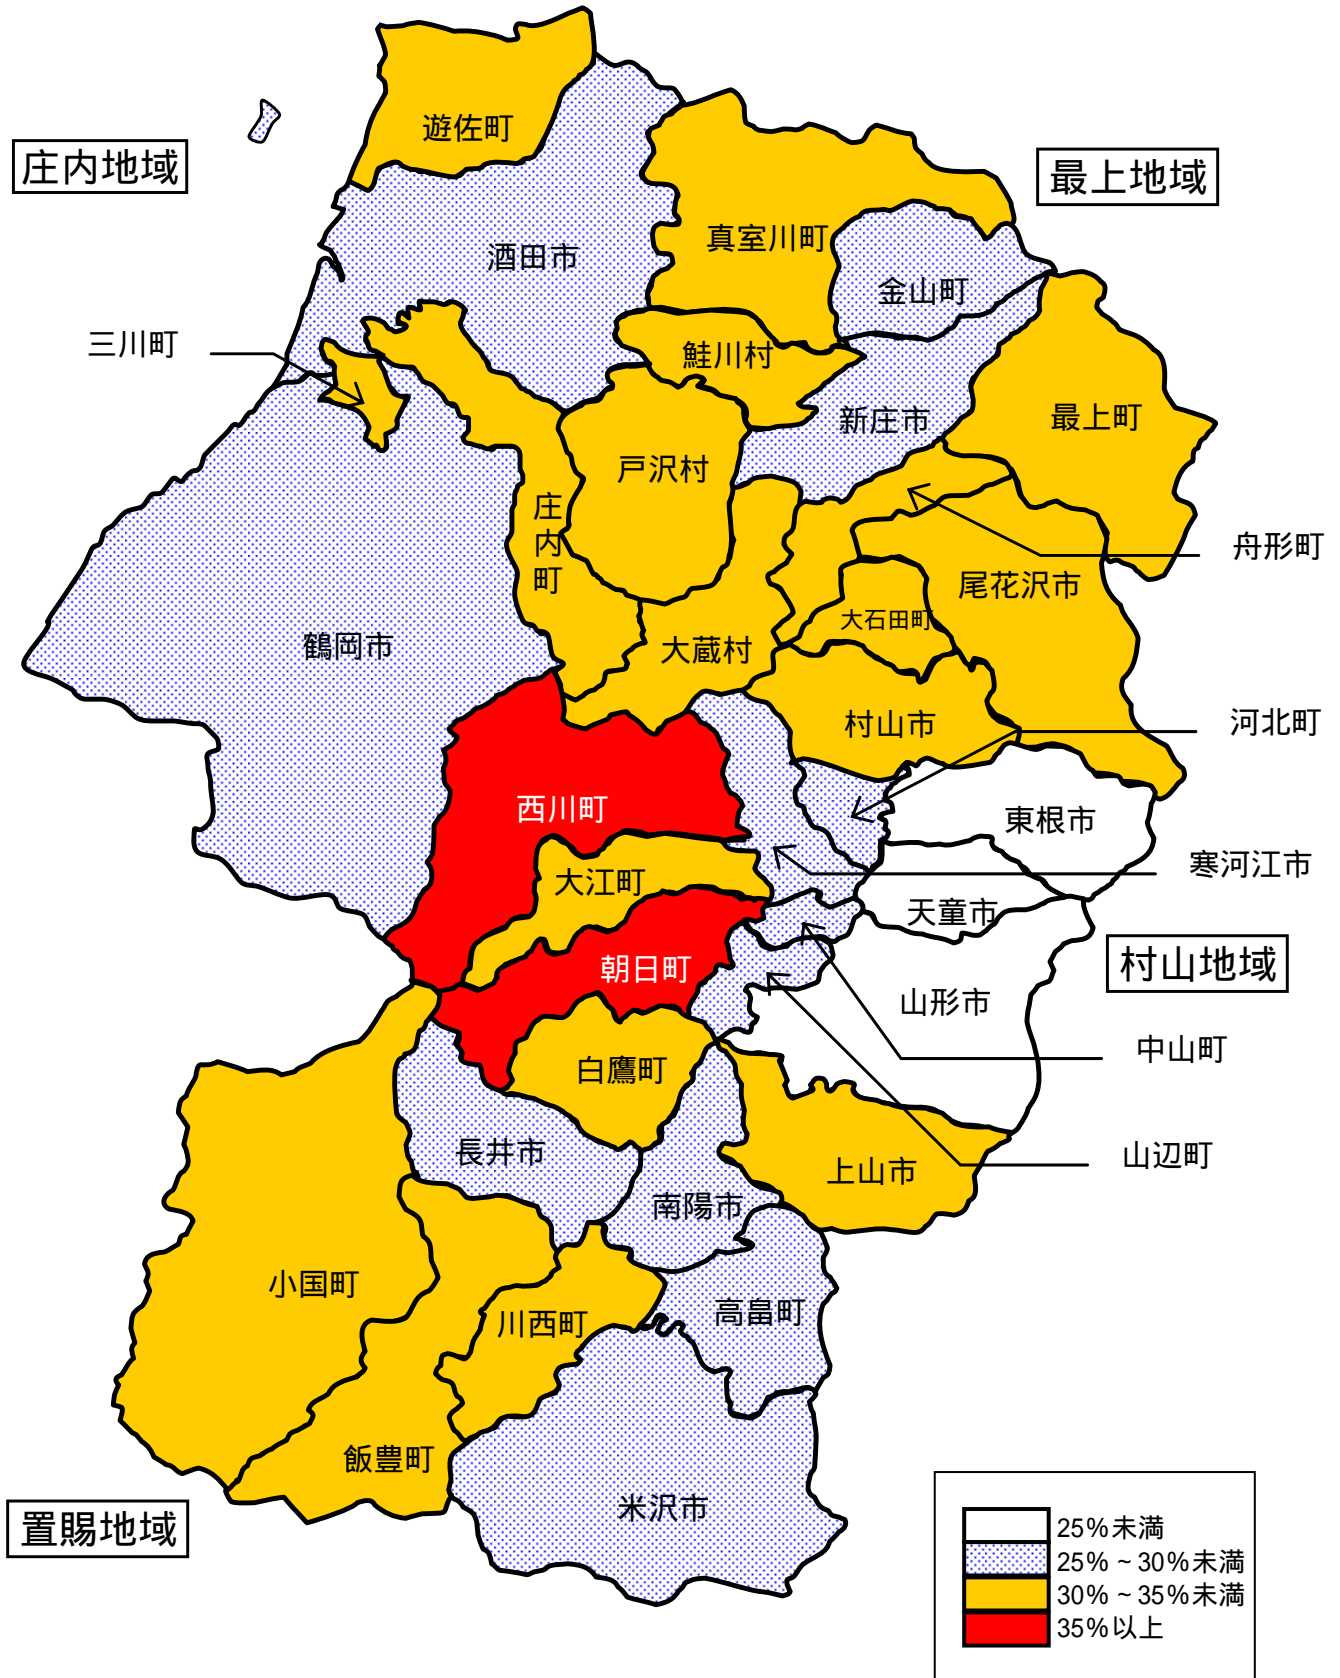 遊佐町
庄内地域
最上地域
真室川町
酒田市
金山町
三川町
鮭川村
新庄市
最上町
戸沢村
庄内町
舟形町
尾花沢市
大石田町
鶴岡市
大蔵村
村山市
河北町
西川町
東根市
寒河江市
大江町
天童市
朝日町
村山地域
山形市
中山町
白鷹町
長井市
山辺町
上山市
南陽市
小国町
高畠町
川西町
飯豊町
米沢市
置賜地域
25%未満
25%~30%未満
30%~35%未満
35%以上